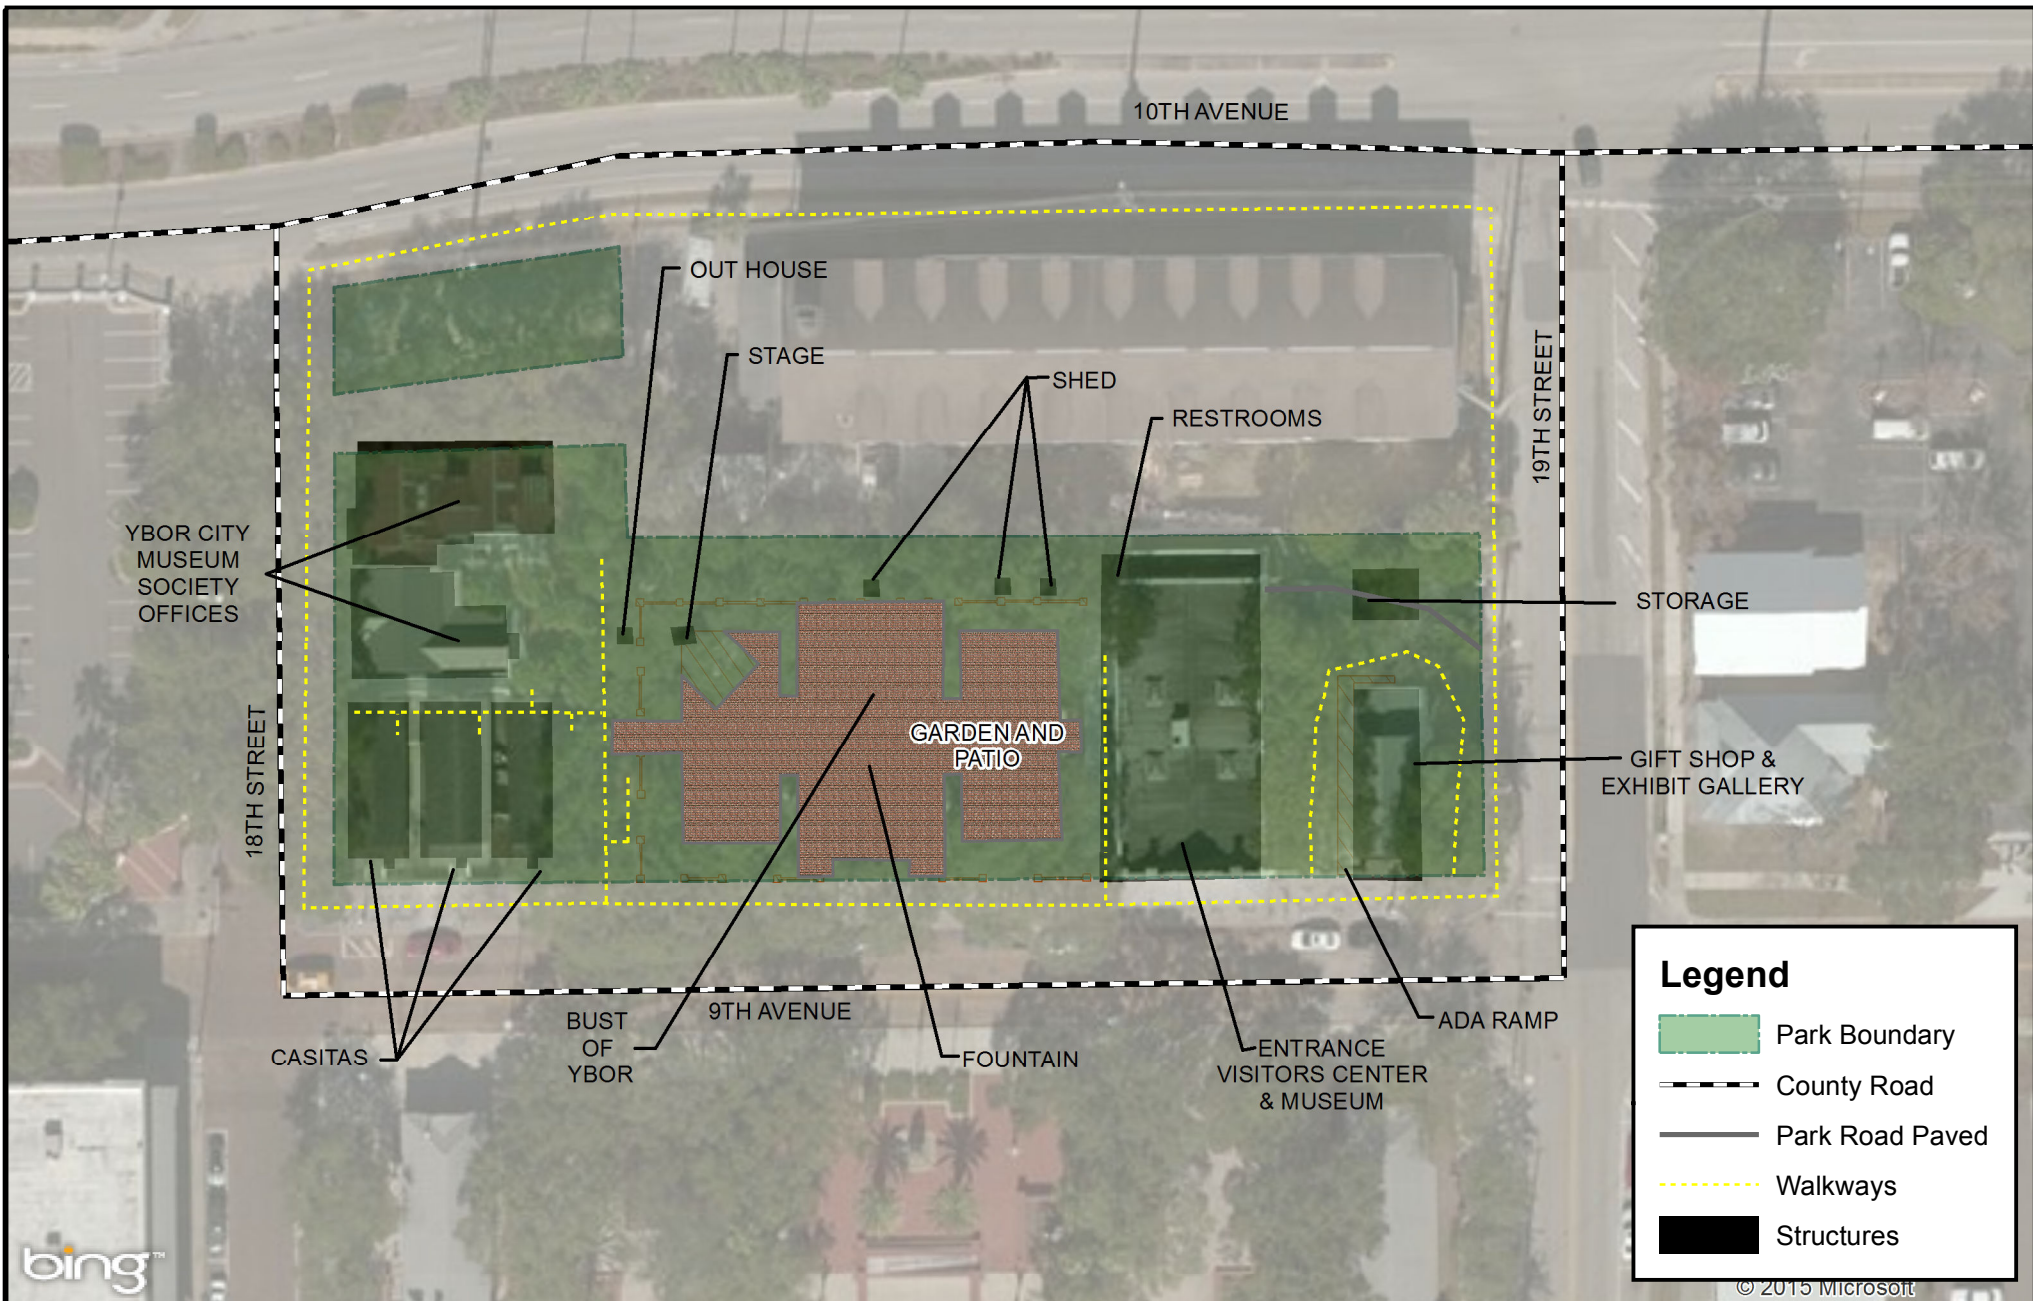 10TH AVENUE
OUT HOUSE
STAGE
SHED
RESTROOMS
19TH STREET
YBOR CITY
MUSEUM
SOCIETY
OFFICES
STORAGE
GARDEN AND
PATIO
GIFT SHOP &
EXHIBIT GALLERY
18TH STREET
9TH AVENUE
BUST
OF
YBOR
CASITAS
FOUNTAIN
ENTRANCE
VISITORS CENTER
& MUSEUM
ADA RAMP
Legend
Park Boundary
County Road
Park Road Paved
Walkways
Structures
bing™
© 2015 Microsoft